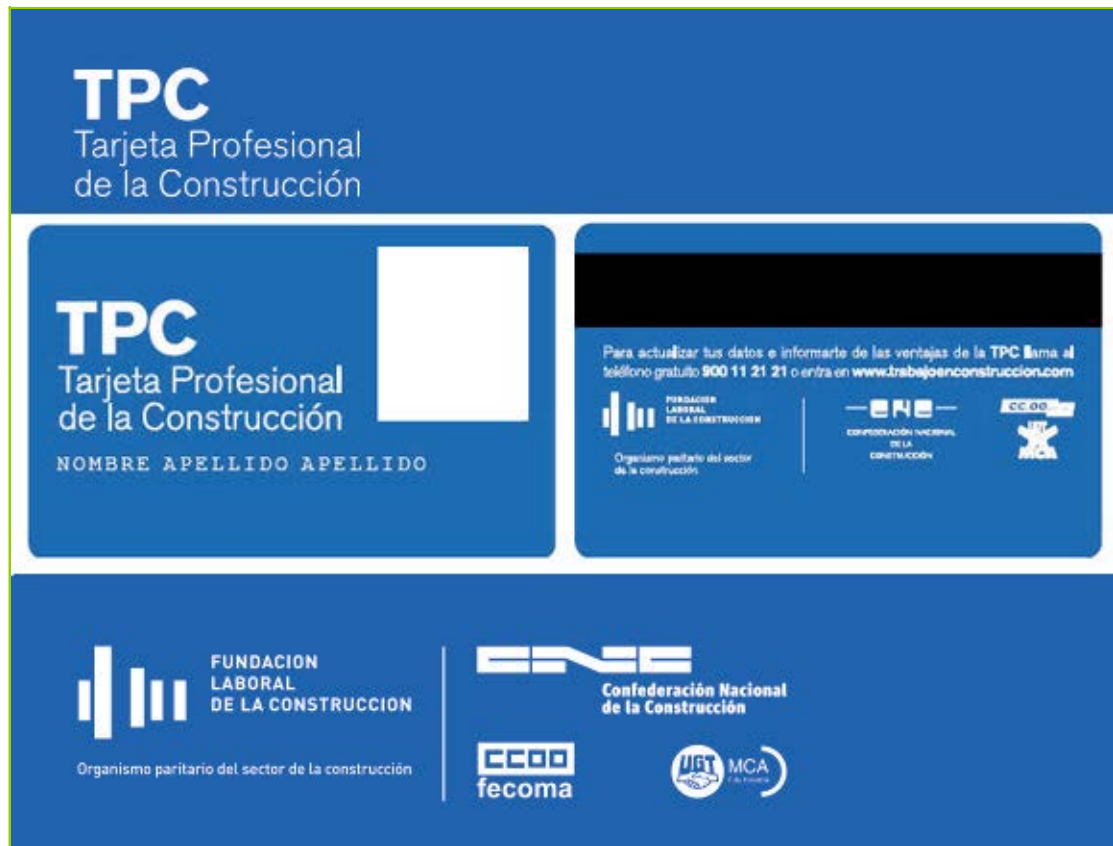 TPC
Tarjeta Profesional
de la Construcción
TPC
Tarjeta Profesional
de la Construcción
NOMBRE APELLIDO APELLIDO
Para actualizar tus datos e informarte de las ventajas de la TPC llama al
teléfono gratuito 900 11 21 21 o entra en www.trabajoenconstruccion.com
FUNDACION
LABORAL
DE LA CONSTRUCCION
Organismo paritario del sector
de la construcción
CNC
CONFEDERACIÓN NACIONAL
DE LA
CONSTRUCCIÓN
CC.OO.
UGT
MCA
FUNDACION
LABORAL
DE LA CONSTRUCCION
Organismo paritario del sector de la construcción
CNC
Confederación Nacional
de la Construcción
CCOO
fecoma
UGT
MCA